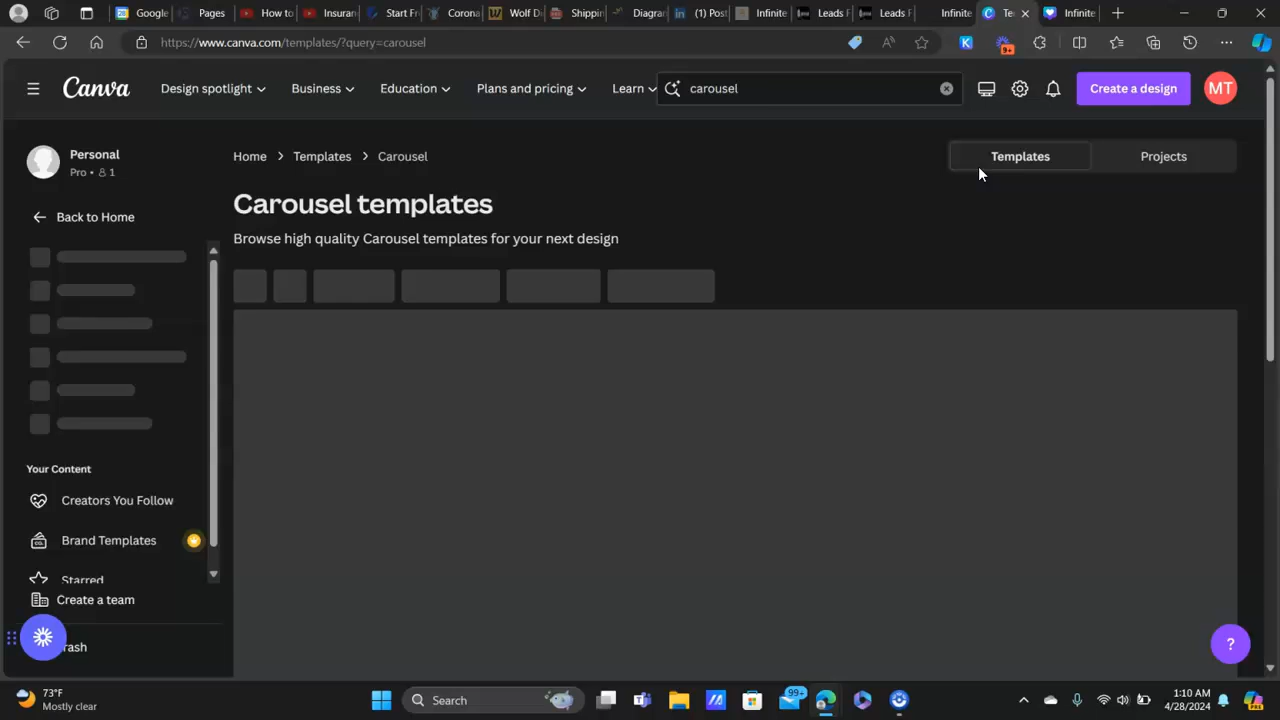 Google
Pages
How to
Insuran
Start Fr
Corona
Wolf D
Shippin
Diagran
(1) Post
Infinite
Leads F
Leads F
Infinite
Te
Infinite
https://www.canva.com/templates/?query=carousel
9+
Canva
Design spotlight
Business
Education
Plans and pricing
Learn
carousel
Create a design
MT
Personal
Pro • 1
Home
Templates
Carousel
Templates
Projects
Carousel templates
Back to Home
Browse high quality Carousel templates for your next design
Your Content
Creators You Follow
Brand Templates
Starred
Create a team
rash
?
73°F
Mostly clear
Search
99+
1:10 AM
4/28/2024